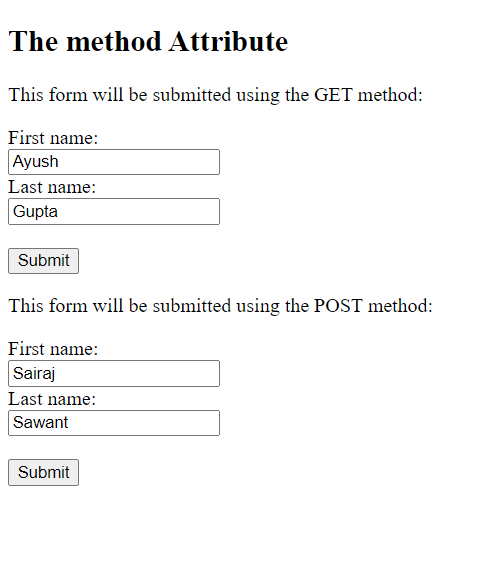 The method Attribute
This form will be submitted using the GET method:
First name:
Ayush
Last name:
Gupta
Submit
This form will be submitted using the POST method:
First name:
Sairaj
Last name:
Sawant
Submit